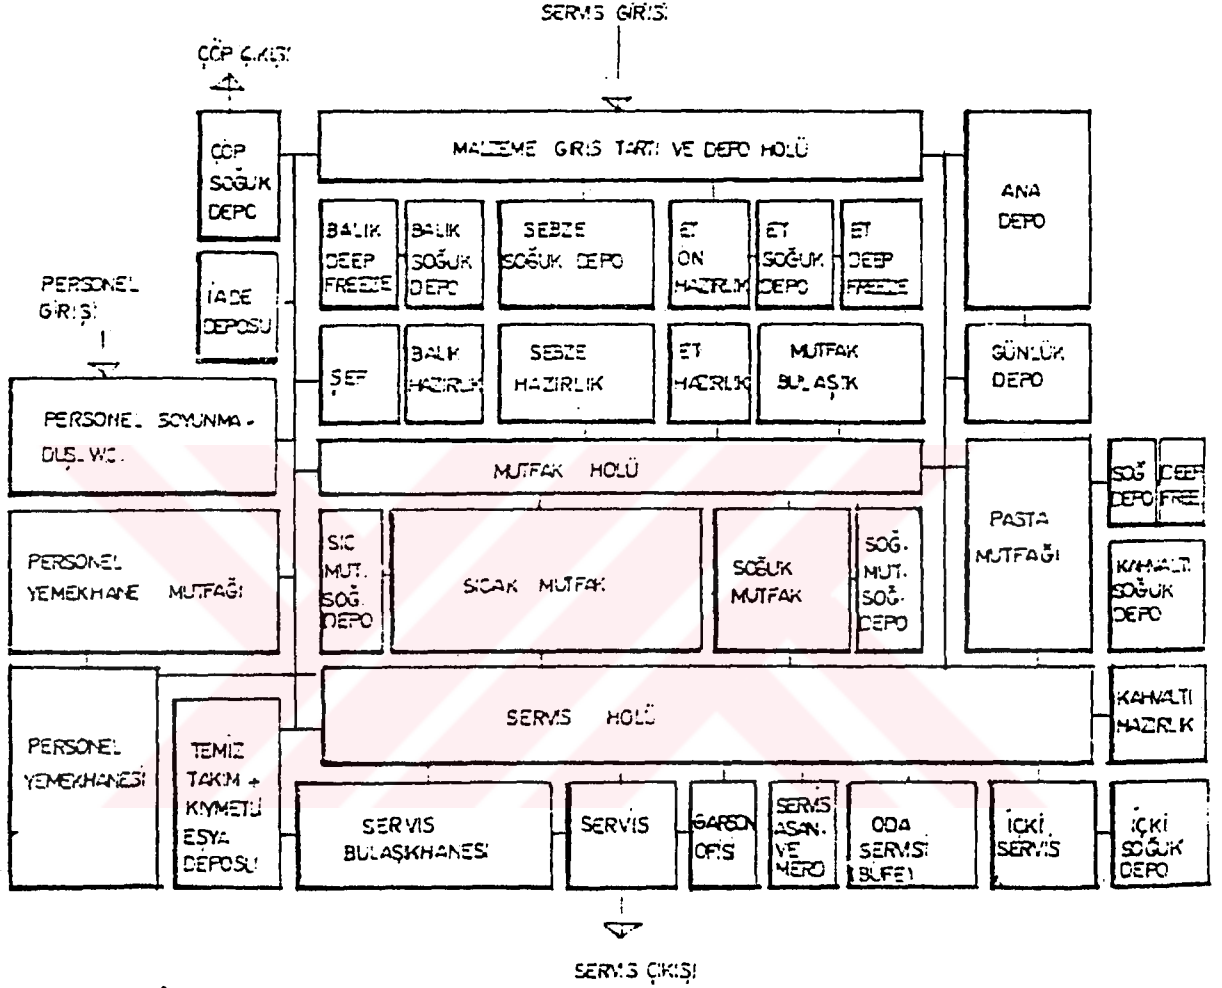 SERVİS GİRİSİ
ÇÖP ÇIKIŞI
ÇÖP
SOĞUK
DEPO
MALZEME GİRİS TARTI VE DEPO HOLÜ
ANA
DEPO
BALIK
DEEP
FREEZE
BALIK
SOĞUK
DEPO
SEBZE
SOĞUK DEPO
ET
ÖN
HAZIRLIK
ET
SOĞUK
DEPO
ET
DEEP
FREEZE
PERSONEL
GİRİŞİ
İADE
DEPOSU
ŞEF
BALIK
HAZIRLIK
SEBZE
HAZIRLIK
ET
HAZIRLIK
MUTFAK
BULAŞIK
GÜNLÜK
DEPO
PERSONEL SOYUNMA-
DUŞ.WC.
MUTFAK HOLÜ
PASTA
MUTFAĞI
SOĞ
DEPO
DEEP
FREE
PERSONEL
YEMEKHANE MUTFAĞI
SIC
MUT.
SOĞ.
DEPO
SICAK MUTFAK
SOĞUK
MUTFAK
SOĞ.
MUT.
SOĞ.
DEPO
KAHVALTI
SOĞUK
DEPO
PERSONEL
YEMEKHANESİ
TEMİZ
TAKIM +
KIYMETLİ
EŞYA
DEPOSU
SERVİS HOLÜ
KAHVALTI
HAZIRLIK
SERVİS
BULAŞKHANESİ
SERVİS
GARSON
OFİSİ
SERVİS
ASAN.
VE
MERD
ODA
SERVİSİ
(BÜFE)
İÇKİ
SERVİS
İÇKİ
SOĞUK
DEPO
SERVİS ÇIKIŞI